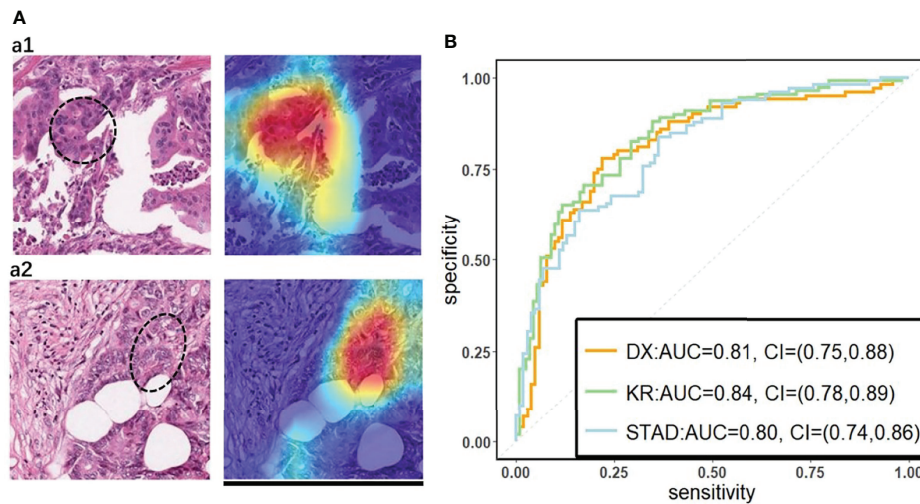 A
a1
a2
B
specificity
1.00
0.75
0.50
0.25
0.00
DX:AUC=0.81, CI=(0.75,0.88)
KR:AUC=0.84, CI=(0.78,0.89)
STAD:AUC=0.80, CI=(0.74,0.86)
0.00 0.25 0.50 0.75 1.00
sensitivity